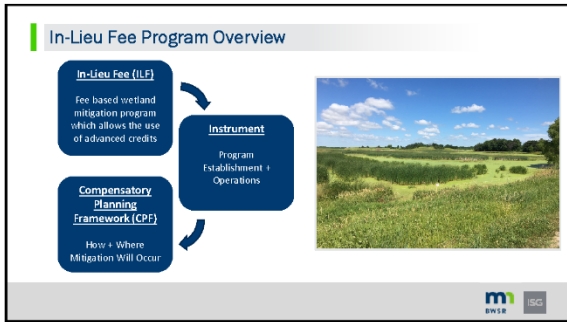 In-Lieu Fee Program Overview
In-Lieu Fee (ILF)
Fee based wetland
mitigation program
which allows the use
of advanced credits
Instrument
Program
Establishment +
Operations
Compensatory
Planning
Framework (CPF)
How + Where
Mitigation Will Occur
mn
BWSR
ISG